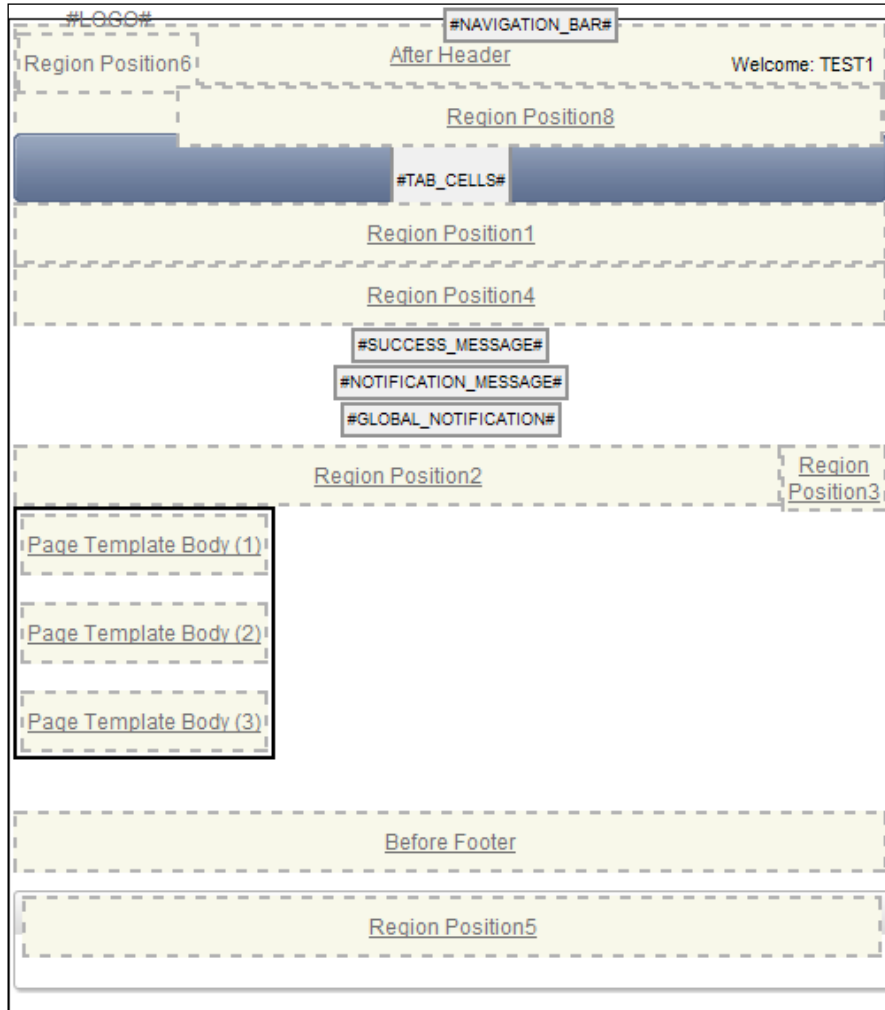 #LOGO#
#NAVIGATION_BAR#
Region Position6
After Header
Welcome: TEST1
Region Position8
#TAB_CELLS#
Region Position1
Region Position4
#SUCCESS_MESSAGE#
#NOTIFICATION_MESSAGE#
#GLOBAL_NOTIFICATION#
Region Position2
Region
Position3
Page Template Body (1)
Page Template Body (2)
Page Template Body (3)
Before Footer
Region Position5